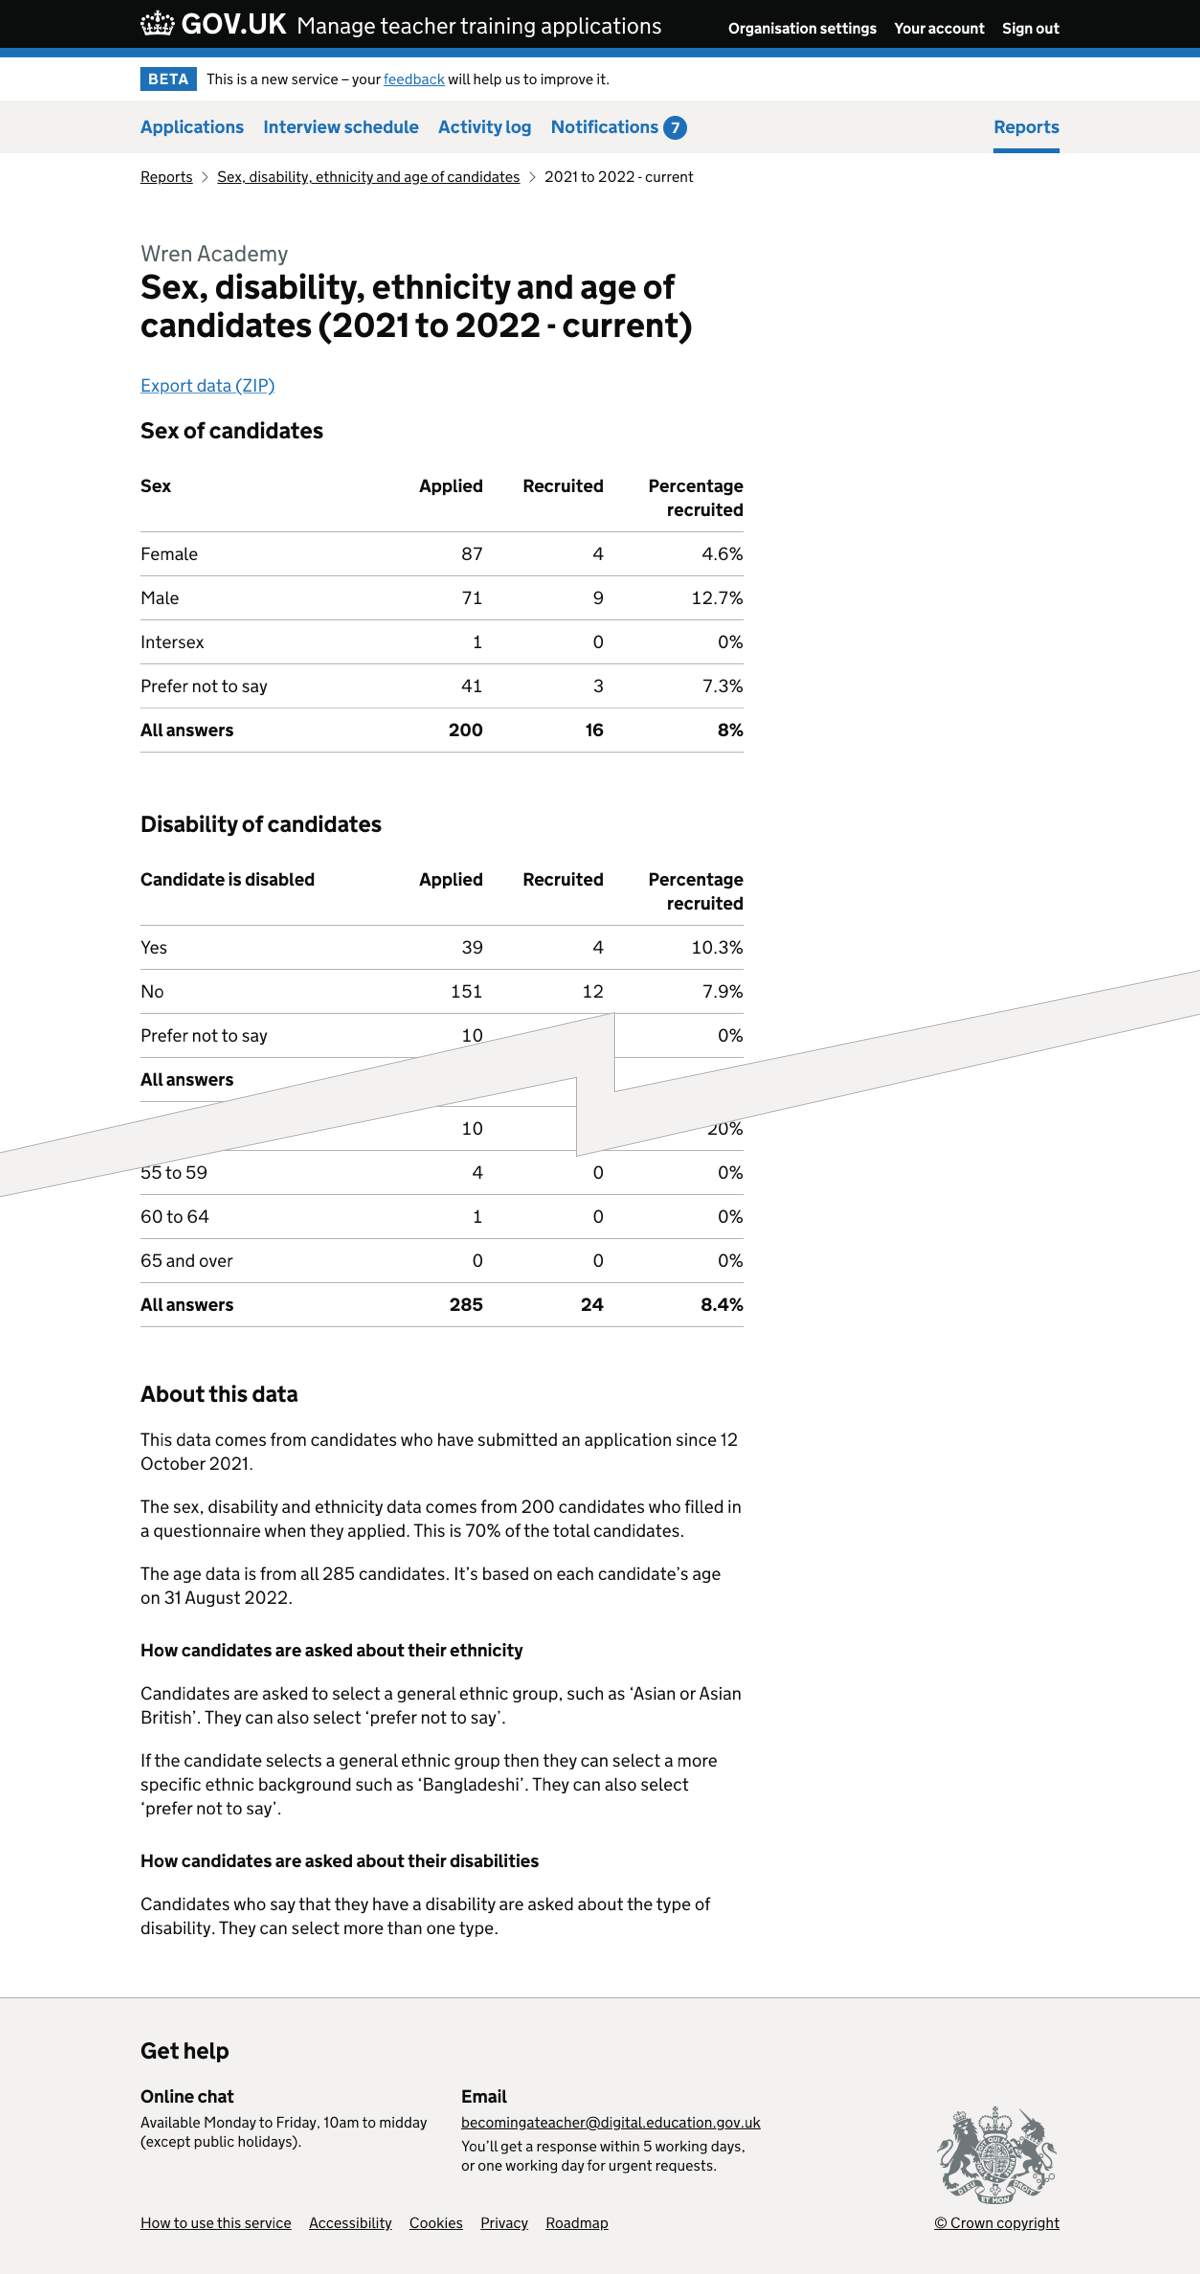 GOV.UK Manage teacher training applications Organisation settings Your account Sign out
BETA This is a new service – your feedback will help us to improve it.
Applications Interview schedule Activity log Notifications 7 Reports
Reports Sex, disability, ethnicity and age of candidates 2021 to 2022 - current
Wren Academy
Sex, disability, ethnicity and age of
candidates (2021 to 2022 - current)
Export data (ZIP)
Sex of candidates
Sex Applied Recruited Percentage
recruited
Female 87 4 4.6%
Male 71 9 12.7%
Intersex 1 0 0%
Prefer not to say 41 3 7.3%
All answers 200 16 8%
Disability of candidates
Candidate is disabled Applied Recruited Percentage
recruited
Yes 39 4 10.3%
No 151 12 7.9%
Prefer not to say 10 0%
All answers
10 20%
55 to 59 4 0 0%
60 to 64 1 0 0%
65 and over 0 0 0%
All answers 285 24 8.4%
About this data
This data comes from candidates who have submitted an application since 12
October 2021.
The sex, disability and ethnicity data comes from 200 candidates who filled in
a questionnaire when they applied. This is 70% of the total candidates.
The age data is from all 285 candidates. It’s based on each candidate’s age
on 31 August 2022.
How candidates are asked about their ethnicity
Candidates are asked to select a general ethnic group, such as ‘Asian or Asian
British’. They can also select ‘prefer not to say’.
If the candidate selects a general ethnic group then they can select a more
specific ethnic background such as ‘Bangladeshi’. They can also select
‘prefer not to say’.
How candidates are asked about their disabilities
Candidates who say that they have a disability are asked about the type of
disability. They can select more than one type.
Get help
Online chat
Available Monday to Friday, 10am to midday
(except public holidays).
Email
becomingateacher@digital.education.gov.uk
You’ll get a response within 5 working days,
or one working day for urgent requests.
DIEU ET MON DROIT
How to use this service Accessibility Cookies Privacy Roadmap © Crown copyright